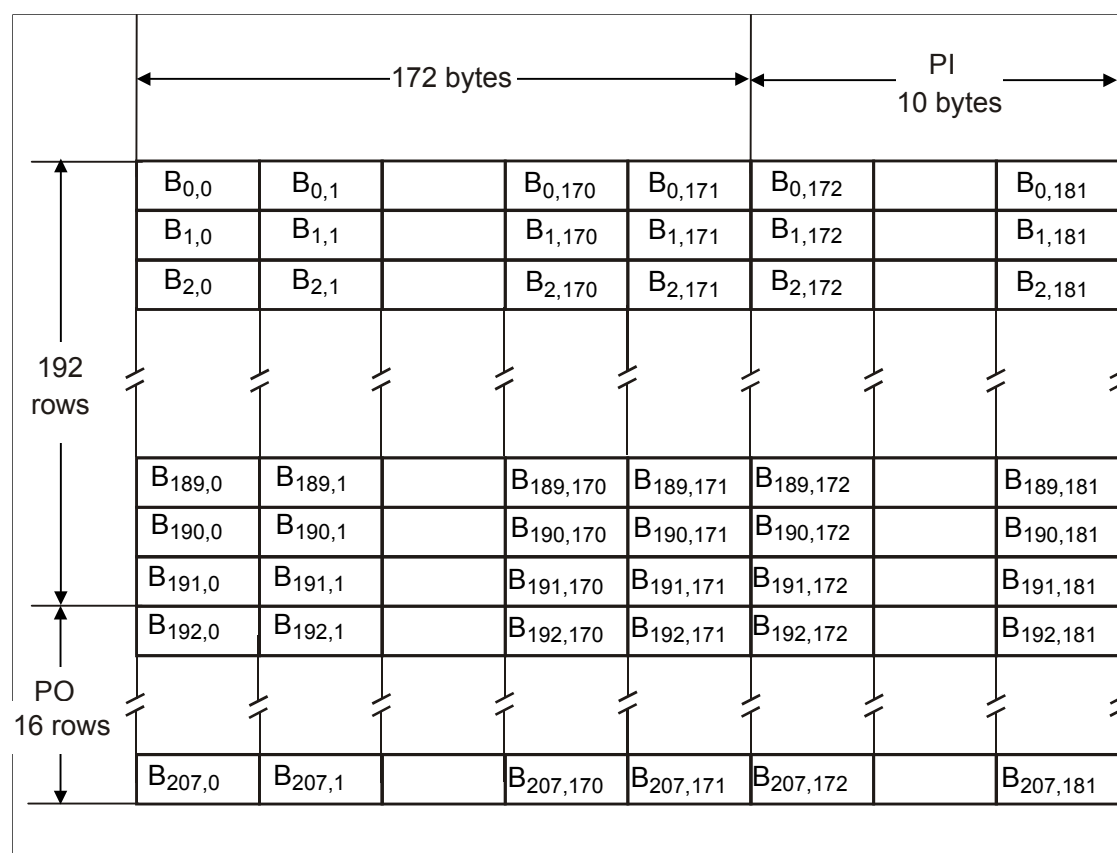 172 bytes PI
10 bytes
B0,0 B0,1 B0,170 B0,171 B0,172 B0,181
B1,0 B1,1 B1,170 B1,171 B1,172 B1,181
B2,0 B2,1 B2,170 B2,171 B2,172 B2,181
192
rows
B189,0 B189,1 B189,170 B189,171 B189,172 B189,181
B190,0 B190,1 B190,170 B190,171 B190,172 B190,181
B191,0 B191,1 B191,170 B191,171 B191,172 B191,181
B192,0 B192,1 B192,170 B192,171 B192,172 B192,181
PO
16 rows
B207,0 B207,1 B207,170 B207,171 B207,172 B207,181